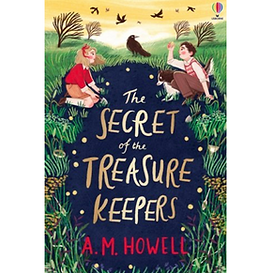 The
SECRET
of the
TREASURE
KEEPERS
A.M. HOWELL